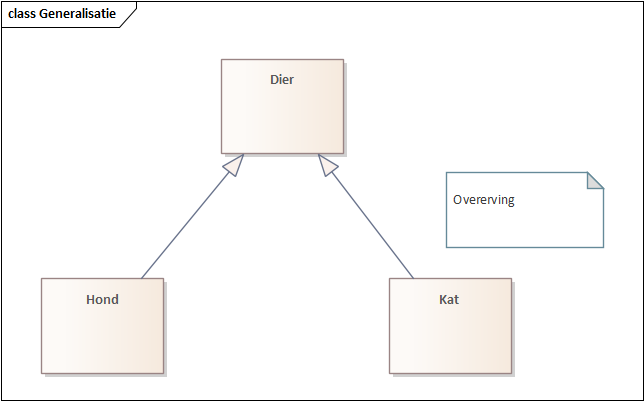 class Generalisatie
Dier
Overerving
Hond
Kat